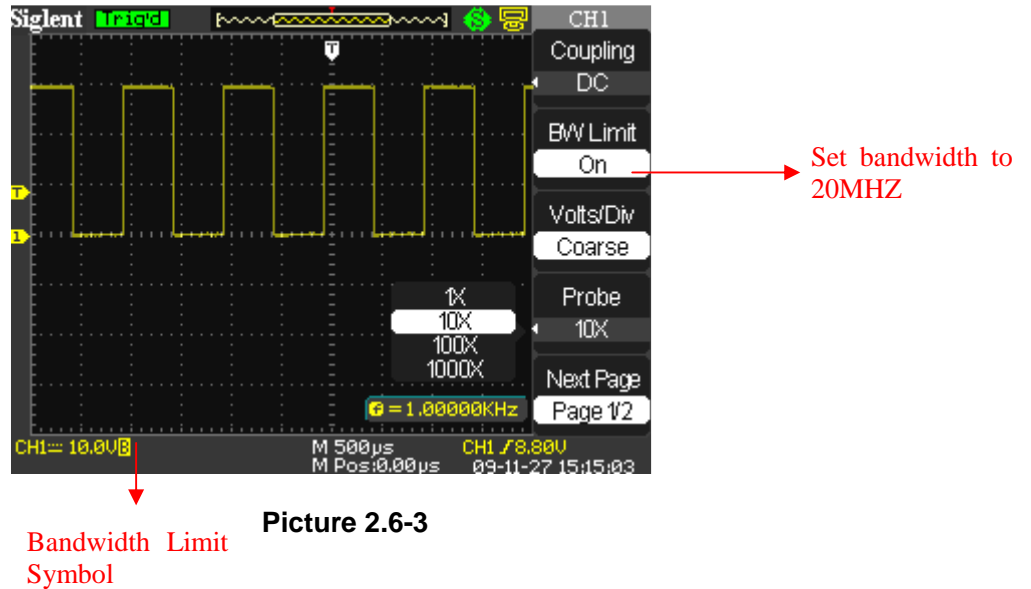 Siglent Trig'd S CH1
T
Coupling
DC
BW Limit
On
Set bandwidth to
20MHZ
T
Volts/Div
1
Coarse
1X
10X
100X
1000X
Probe
10X
Next Page
f = 1.00000KHz
Page 1/2
CH1 10.0V B M 500µs CH1 8.80V
M Pos:0.00µs 09-11-27 15:15:03
Picture 2.6-3
Bandwidth Limit
Symbol